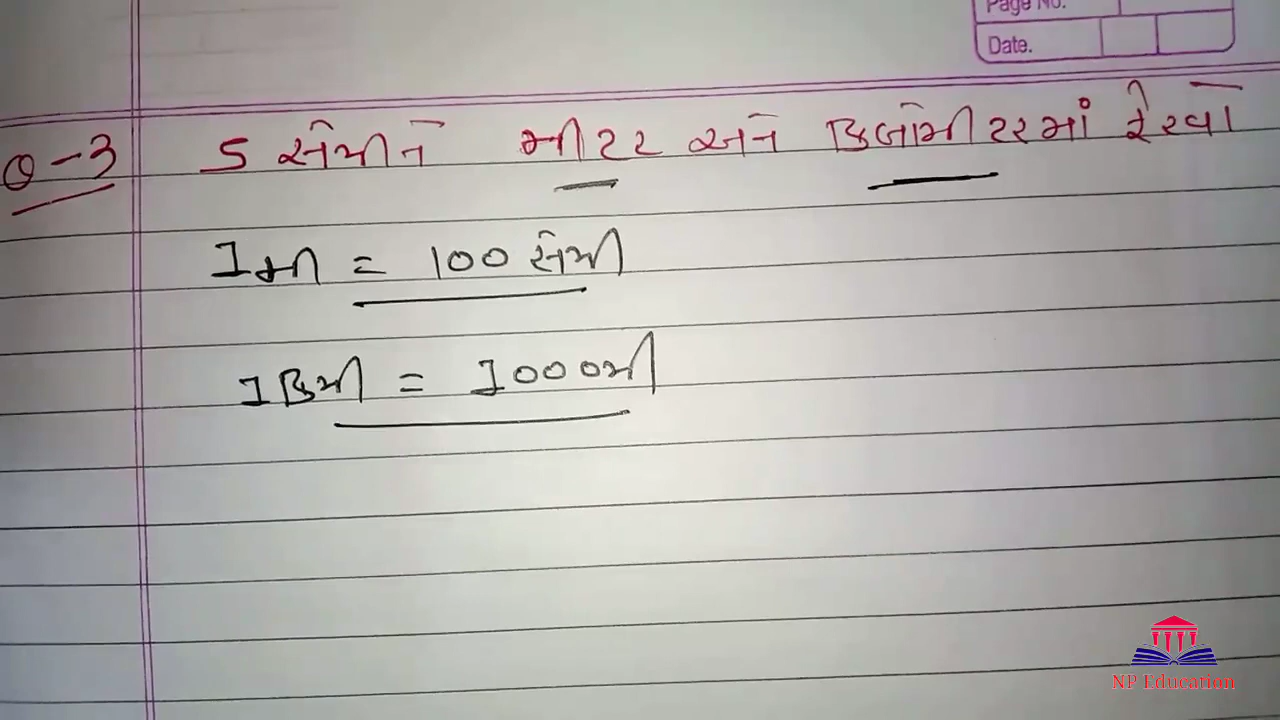 Page No.
Date.
Q-3 5 સેમીને મીટર અને કિલોમીટરમાં ફેરવો
1મી = 100 સેમી
1કિમી = 1000મી
NP Education